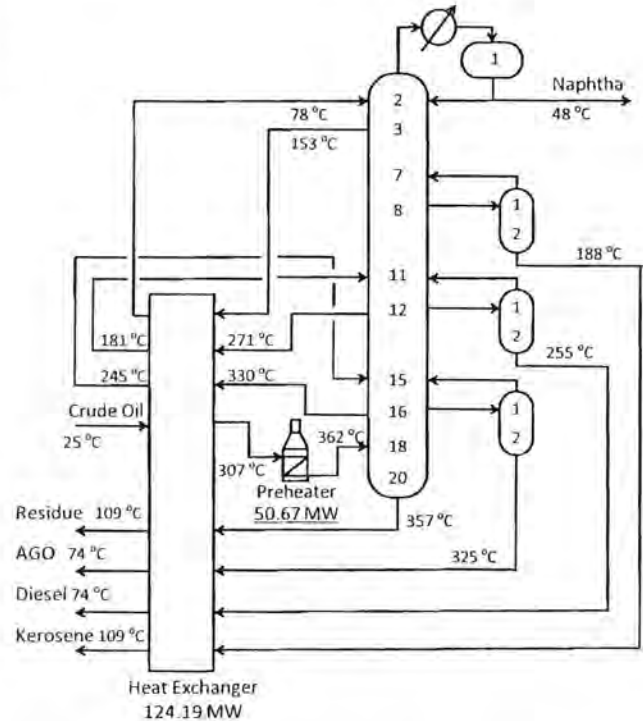 1
Naphtha
2
78 °C
48 °C
3
153 °C
7
1
8
2
188 °C
11
1
12
181 °C
271 °C
2
255 °C
245 °C
330 °C
15
1
Crude Oil
16
2
362 °C
25 °C
18
307 °C
20
Preheater
50.67 MW
Residue 109 °C
357 °C
AGO 74 °C
325 °C
Diesel 74 °C
Kerosene 109 °C
Heat Exchanger
124.19 MW